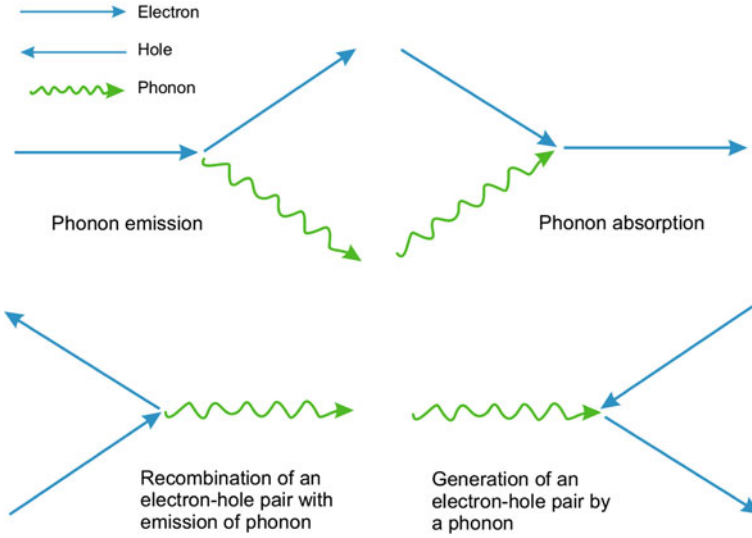 Electron
Hole
Phonon
Phonon emission
Phonon absorption
Recombination of an
electron-hole pair with
emission of phonon
Generation of an
electron-hole pair by
a phonon